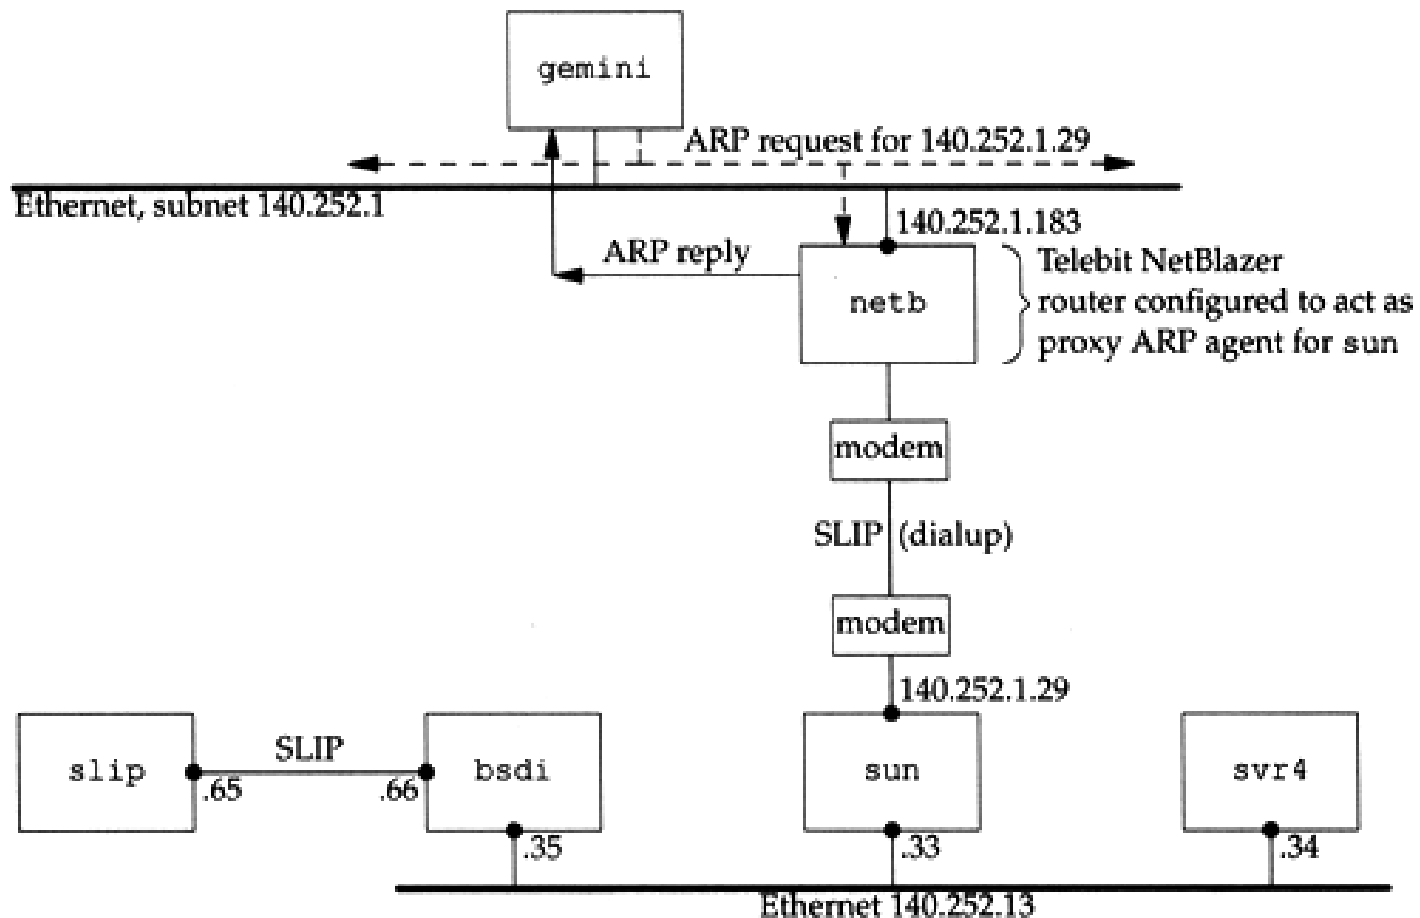 gemini
ARP request for 140.252.1.29
Ethernet, subnet 140.252.1
140.252.1.183
ARP reply
netb
Telebit NetBlazer
router configured to act as
proxy ARP agent for sun
modem
SLIP (dialup)
modem
140.252.1.29
slip
SLIP
.65
.66
bsdi
sun
svr4
.35
.33
.34
Ethernet 140.252.13